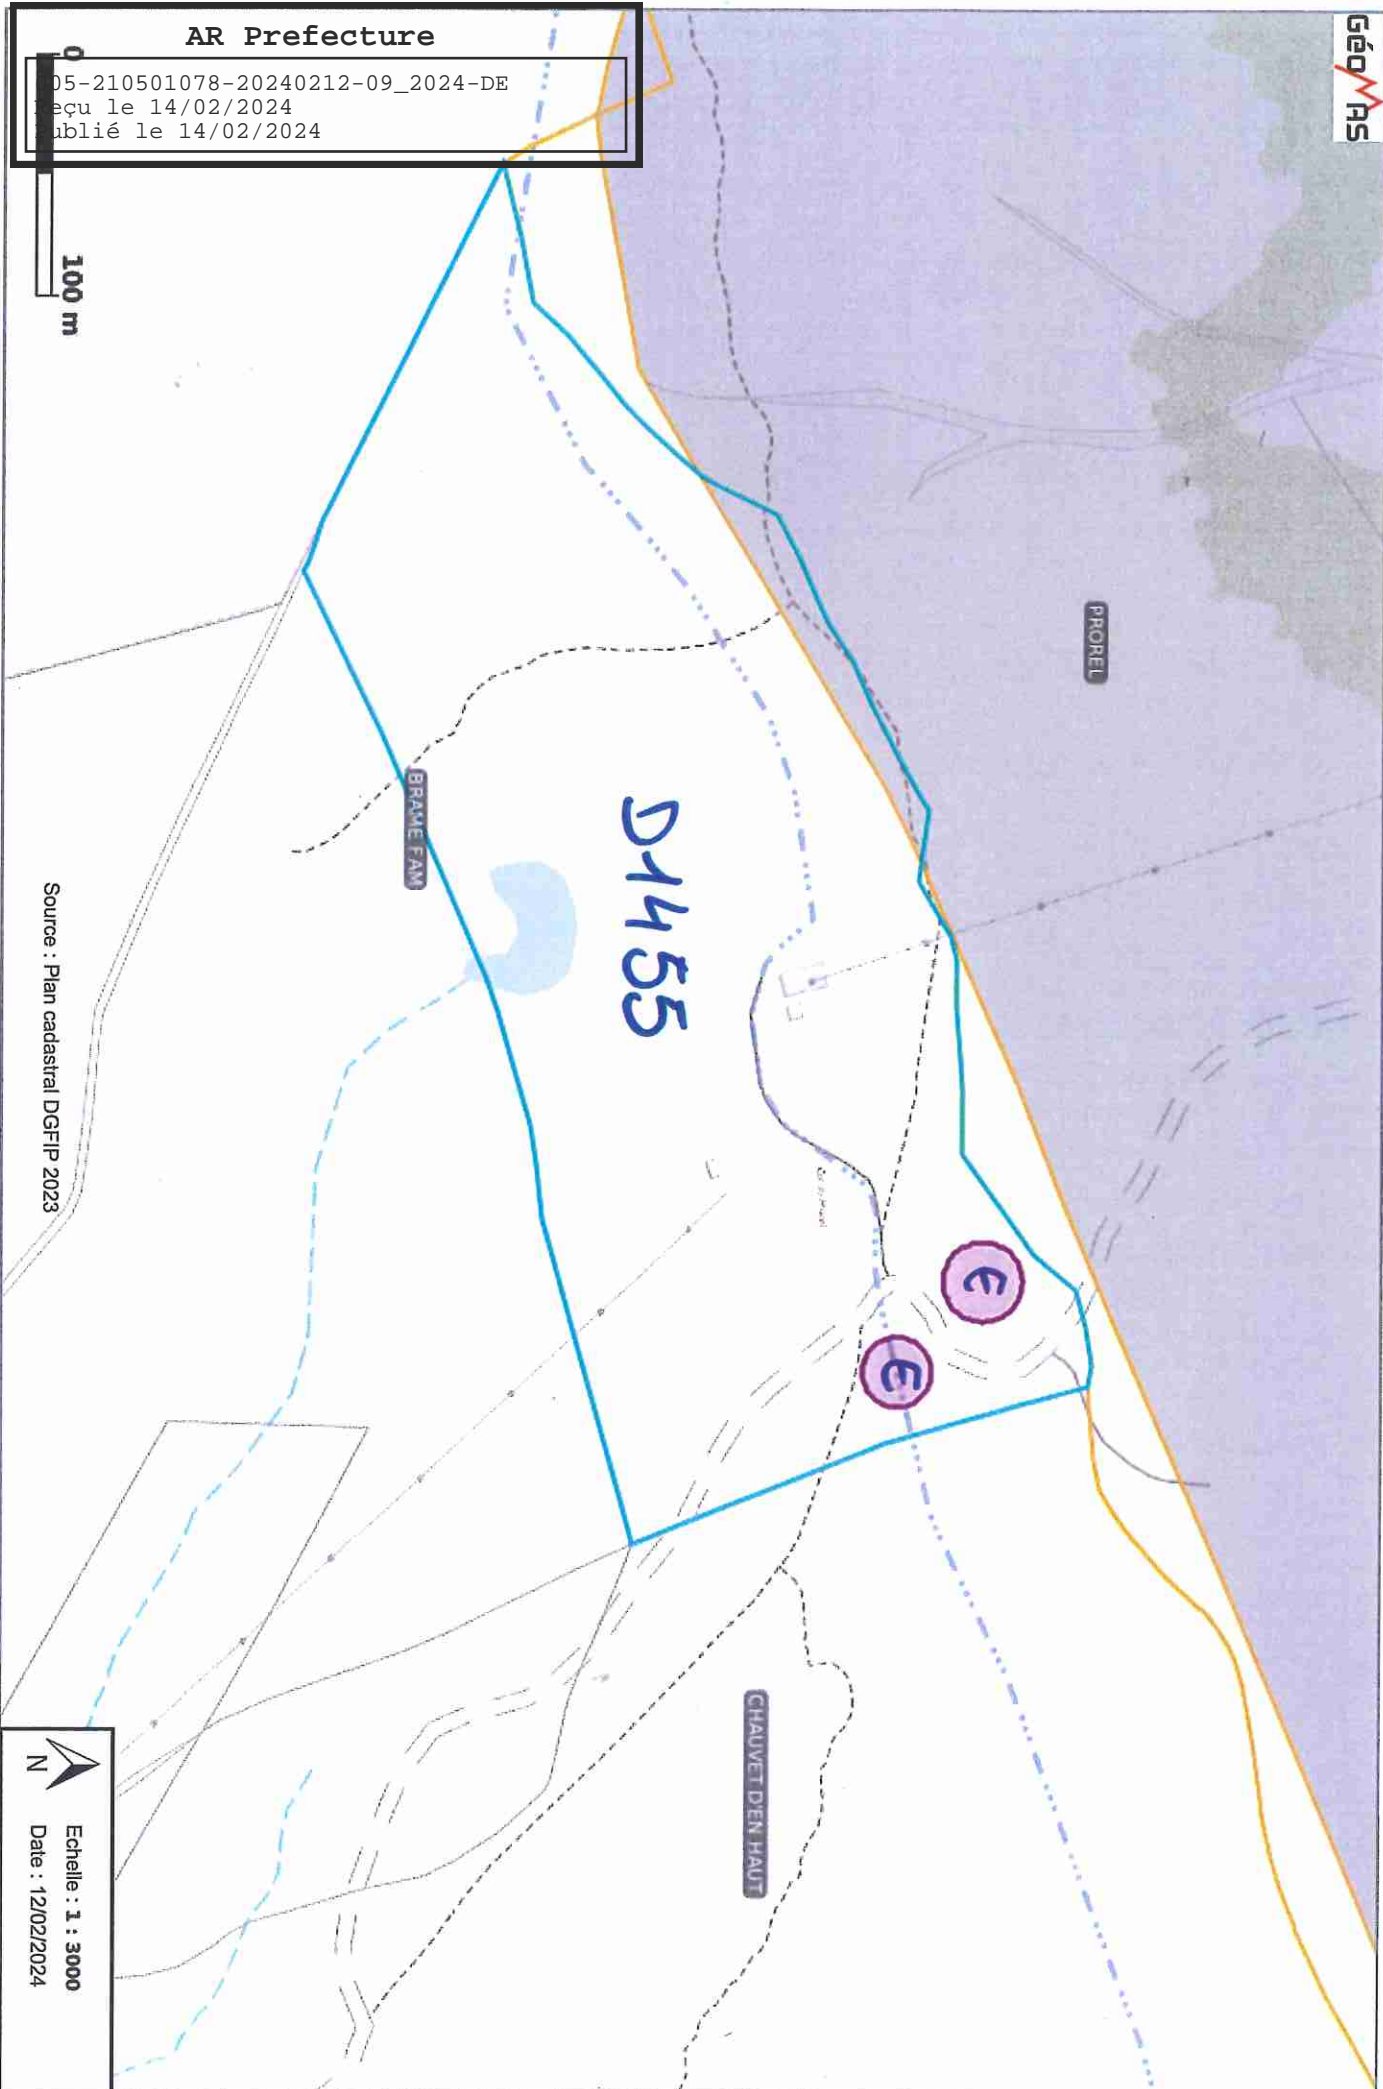 AR Prefecture
005-210501078-20240212-09_2024-DE
Reçu le 14/02/2024
Publié le 14/02/2024
GéoMAS
0
100 m
PROREL
BRAME FAM
D1455
E
E
CHAUVET D'EN HAUT
Source : Plan cadastral DGFIP 2023
N
Echelle : 1 : 3000
Date : 12/02/2024